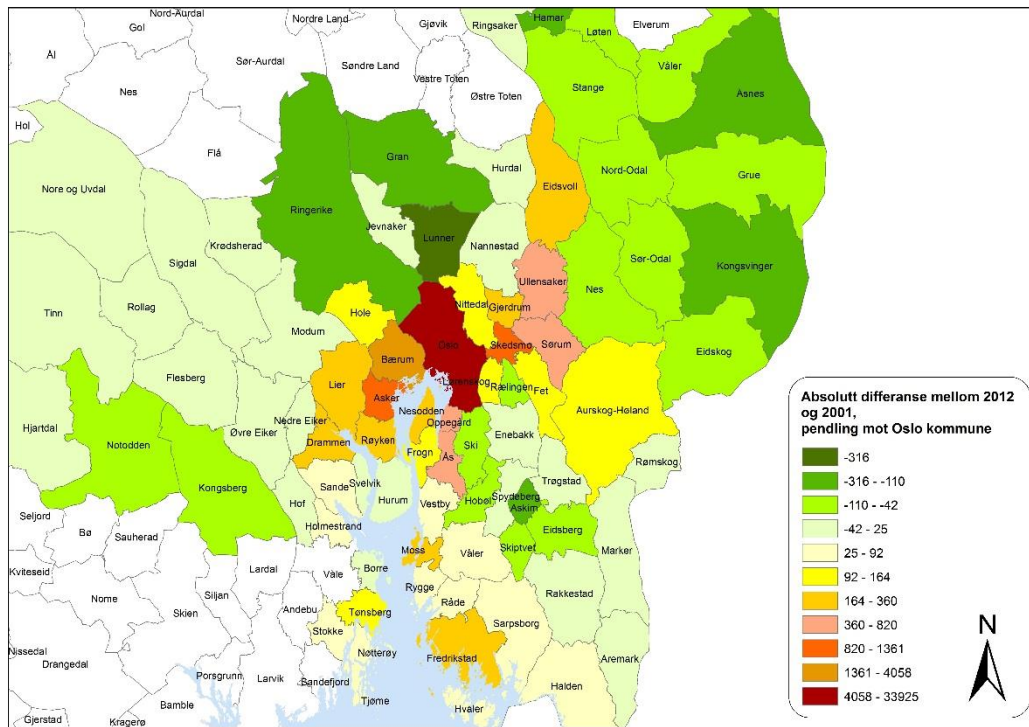 Nord-Aurdal
Nordre Land
Gjøvik
Ringsaker
Hamar
Løten
Elverum
Gol
Ål
Sør-Aurdal
Søndre Land
Vestre Toten
Østre Toten
Våler
Stange
Åsnes
Nes
Hol
Flå
Gran
Hurdal
Eidsvoll
Nord-Odal
Grue
Nore og Uvdal
Ringerike
Jevnaker
Lunner
Nannestad
Krødsherad
Sigdal
Ullensaker
Nes
Sør-Odal
Kongsvinger
Tinn
Rollag
Hole
Nittedal
Gjerdrum
Modum
Oslo
Skedsmo
Sørum
Eidskog
Bærum
Flesberg
Lier
Asker
Lørenskog
Rælingen
Fet
Aurskog-Høland
Nesodden
Oppegård
Hjartdal
Notodden
Øvre Eiker
Nedre Eiker
Drammen
Røyken
Frogn
Ås
Ski
Enebakk
Rømskog
Trøgstad
Kongsberg
Hof
Sande
Svelvik
Hurum
Vestby
Hobøl
Spydeberg
Askim
Holmestrand
Eidsberg
Marker
Skiptvet
Seljord
Bø
Sauherad
Lardal
Våle
Borre
Moss
Våler
Kviteseid
Nome
Siljan
Andebu
Rygge
Råde
Rakkestad
Skien
Tønsberg
Stokke
Sarpsborg
Nissedal
Drangedal
Nøtterøy
Fredrikstad
Aremark
Porsgrunn
Larvik
Sandefjord
Halden
Bamble
Tjøme
Hvaler
Gjerstad
Kragerø
Absolutt differanse mellom 2012
og 2001,
pendling mot Oslo kommune
-316
-316 - -110
-110 - -42
-42 - 25
25 - 92
92 - 164
164 - 360
360 - 820
820 - 1361
1361 - 4058
4058 - 33925
N